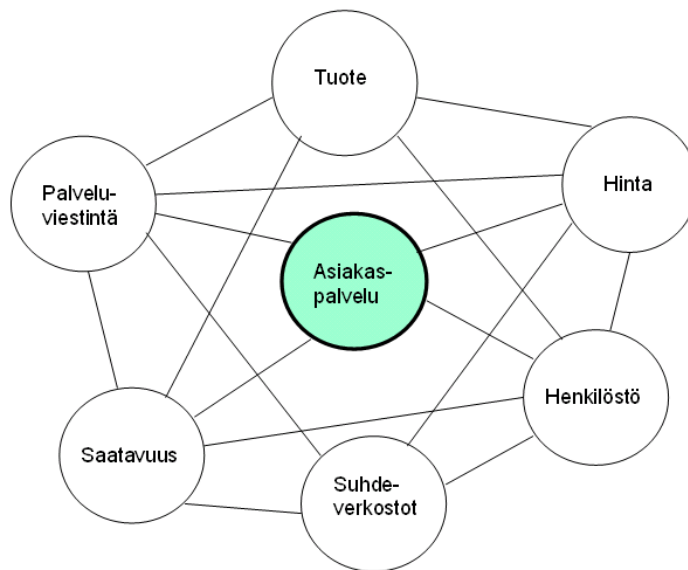 Tuote
Palvelu-
viestintä
Hinta
Asiakas-
palvelu
Henkilöstö
Saatavuus
Suhde-
verkostot